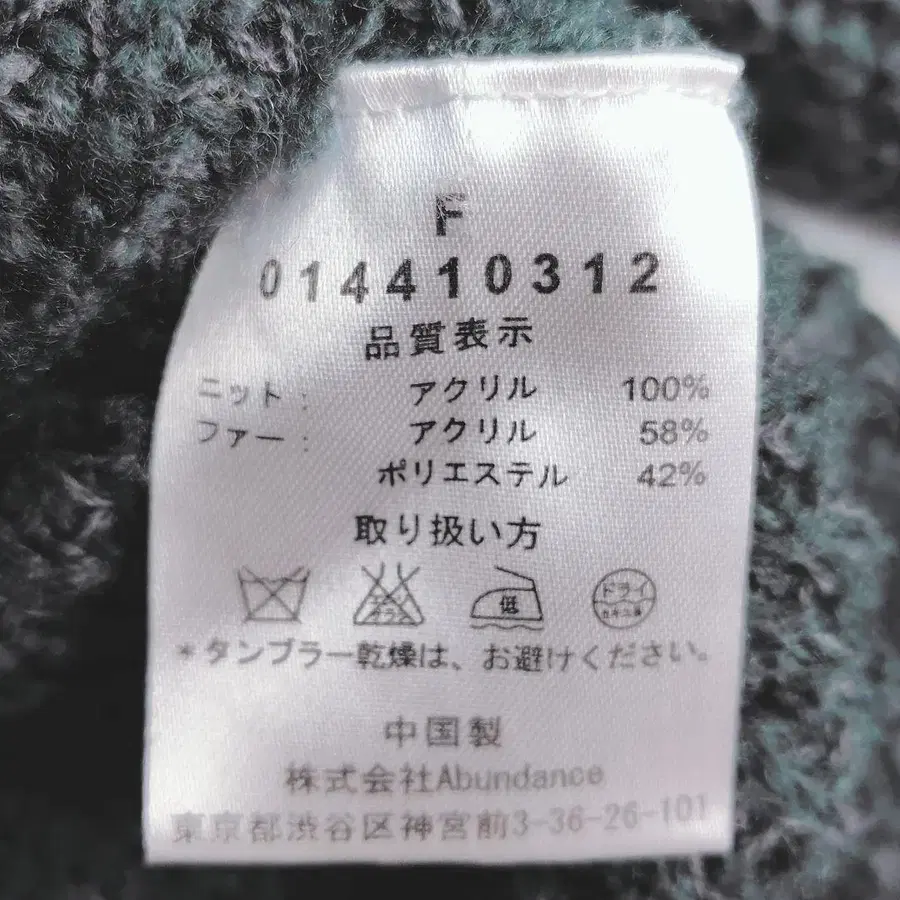 F
014410312
品質表示
ニット： アクリル 100%
ファー： アクリル 58%
ポリエステル 42%
取り扱い方
低 ドライ
*タンブラー乾燥は、お避けください。
中国製
株式会社Abundance
東京都渋谷区神宮前3-36-26-101